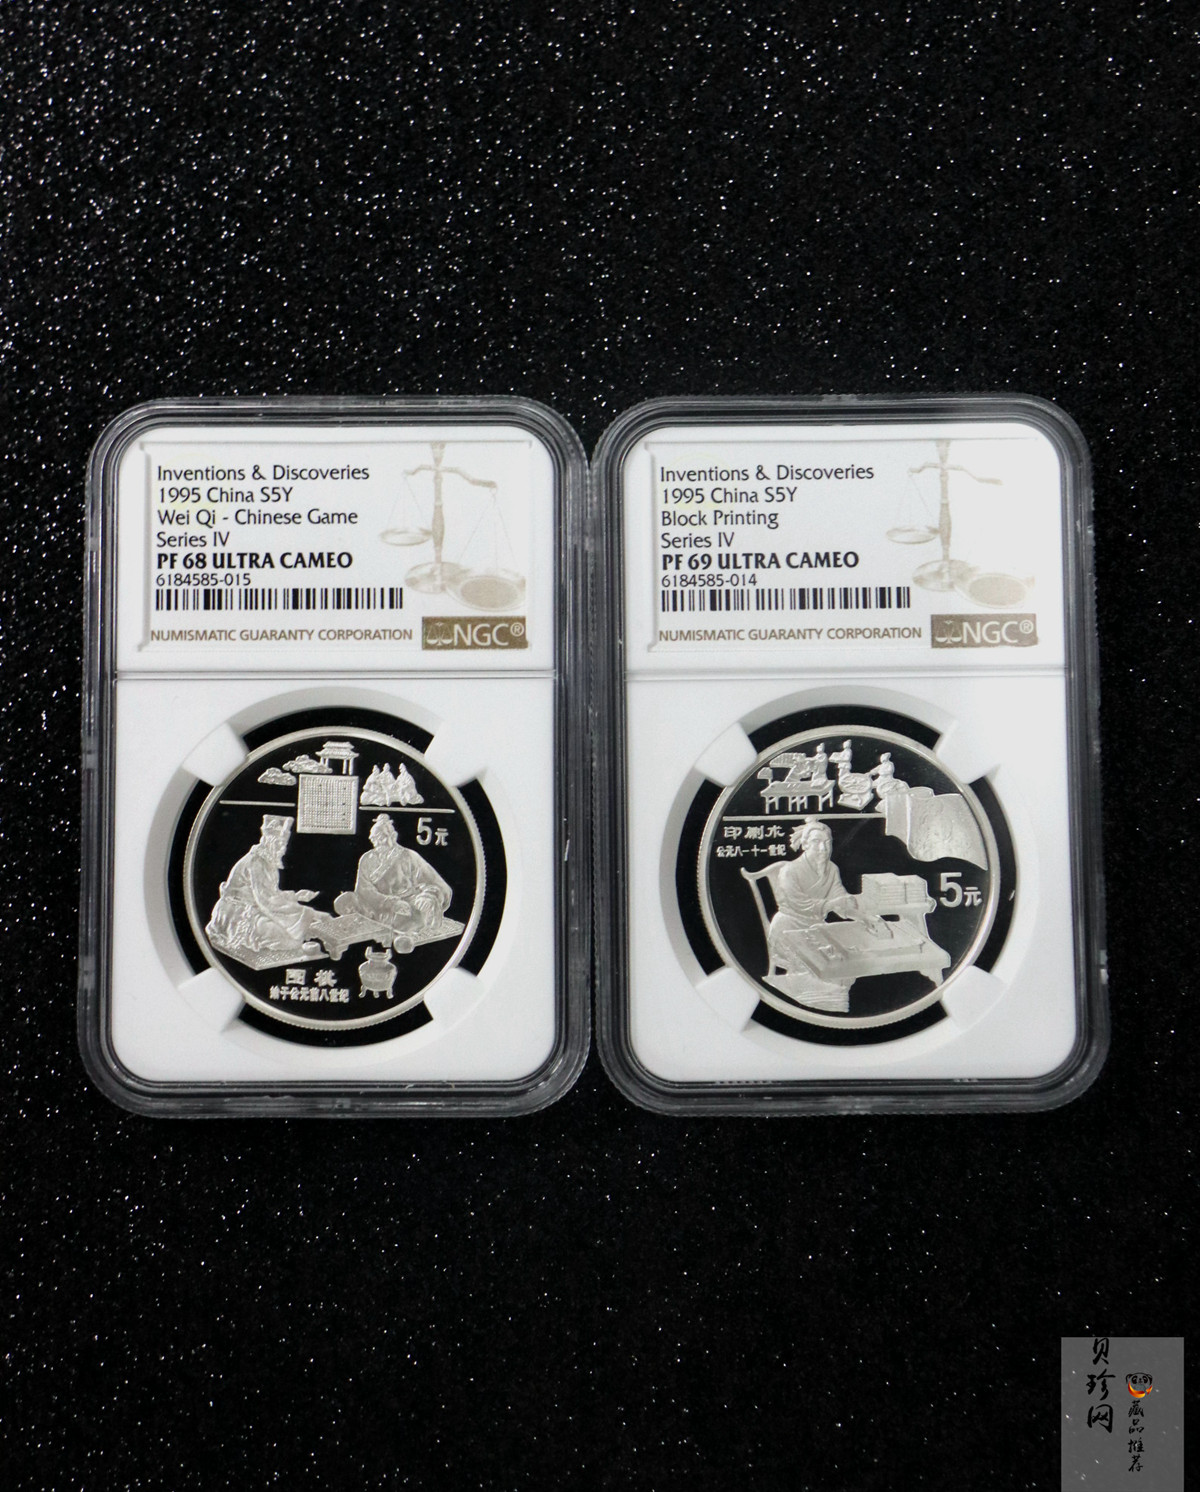 Inventions & Discoveries
1995 China S5Y
Wei Qi - Chinese Game
Series IV
PF 68 ULTRA CAMEO
6184585-015
NUMISMATIC GUARANTY CORPORATION
NGC®
5元
围棋
始于公元前八世纪
Inventions & Discoveries
1995 China S5Y
Block Printing
Series IV
PF 69 ULTRA CAMEO
6184585-014
NUMISMATIC GUARANTY CORPORATION
NGC®
印刷术
公元八一十一世纪
5元
贝珍网
藏品推荐